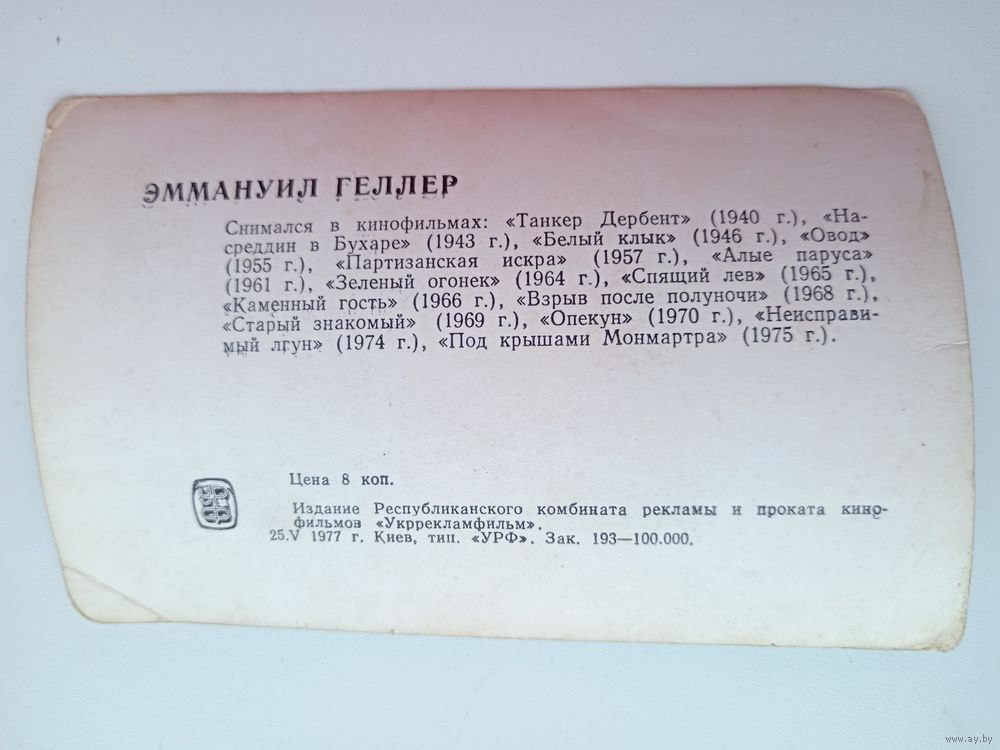 ЭММАНУИЛ ГЕЛЛЕР
Снимался в кинофильмах: «Танкер Дербент» (1940 г.), «На-
среддин в Бухаре» (1943 г.), «Белый клык» (1946 г.), «Овод»
(1955 г.), «Партизанская искра» (1957 г.), «Алые паруса»
(1961 г.), «Зеленый огонек» (1964 г.), «Спящий лев» (1965 г.),
«Каменный гость» (1966 г.), «Взрыв после полуночи» (1968 г.),
«Старый знакомый» (1969 г.), «Опекун» (1970 г.), «Неисправи-
мый лгун» (1974 г.), «Под крышами Монмартра» (1975 г.).
Цена 8 коп.
Издание Республиканского комбината рекламы и проката кино-
фильмов «Укррекламфильм».
25.V 1977 г. Киев, тип. «УРФ». Зак. 193—100.000.
www.ay.by